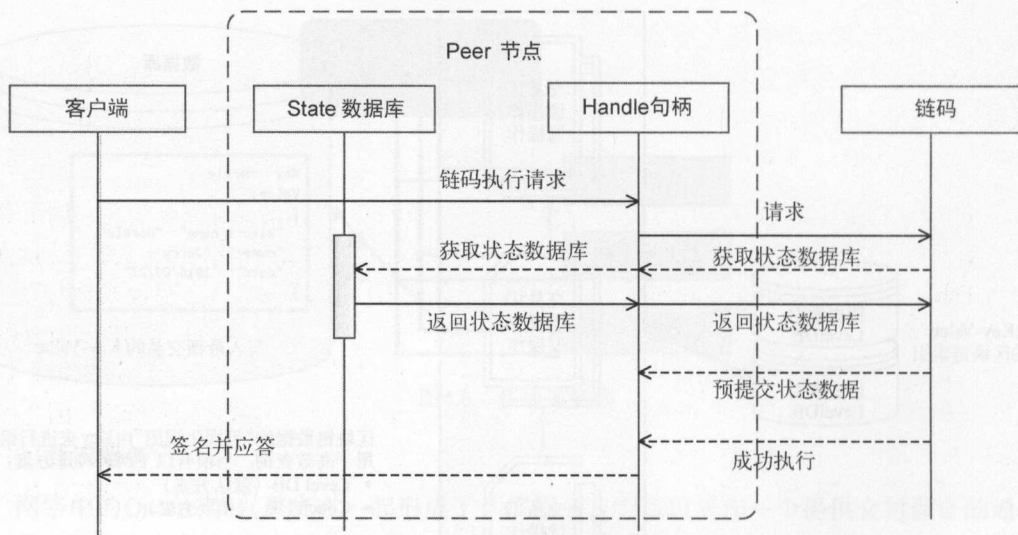 Peer 节点
客户端
State 数据库
Handle句柄
链码
链码执行请求
请求
获取状态数据库
获取状态数据库
返回状态数据库
返回状态数据库
预提交状态数据
签名并应答
成功执行